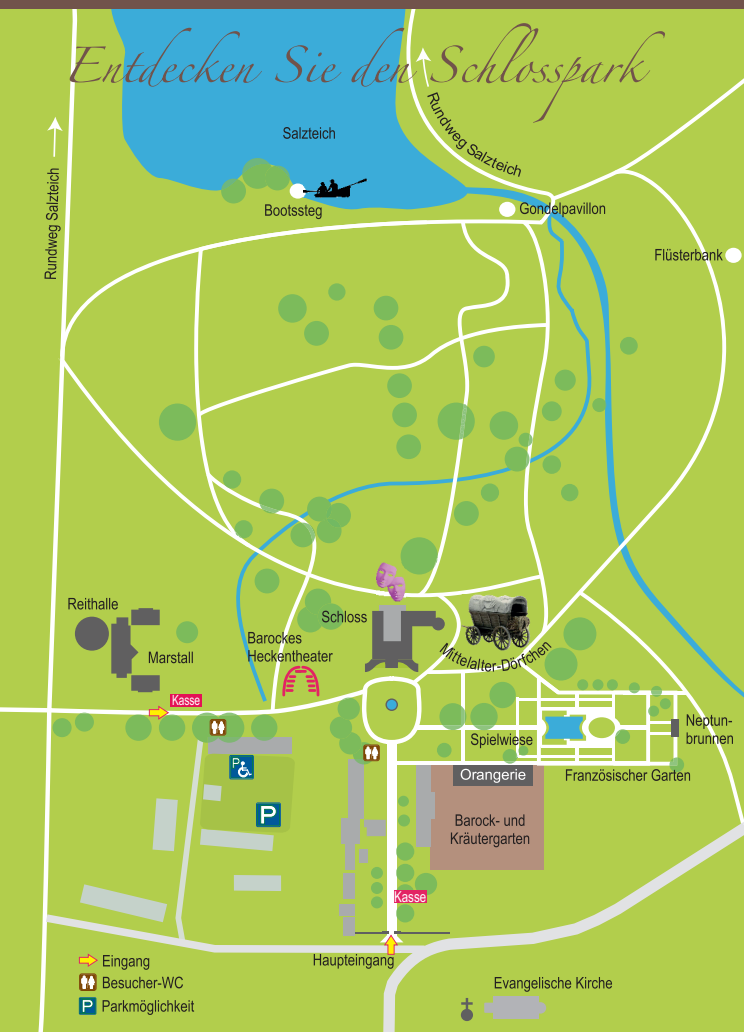 Entdecken Sie den Schlosspark
Rundweg Salzteich
Salzteich
Rundweg Salzteich
Bootssteg
Gondelpavillon
Flüsterbank
Reithalle
Marstall
Schloss
Barockes
Heckentheater
Mittelalter-Dörfchen
Kasse
Spielwiese
Neptun-
brunnen
Orangerie
Französischer Garten
P
P
Barock- und
Kräutergarten
Kasse
Haupteingang
Eingang
Besucher-WC
P Parkmöglichkeit
Evangelische Kirche